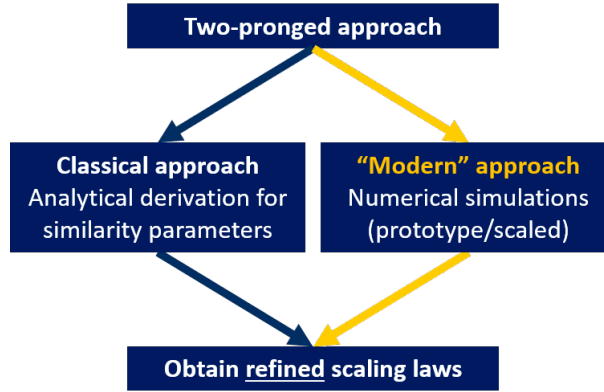 Two-pronged approach
Classical approach
Analytical derivation for
similarity parameters
“Modern” approach
Numerical simulations
(prototype/scaled)
Obtain refined scaling laws